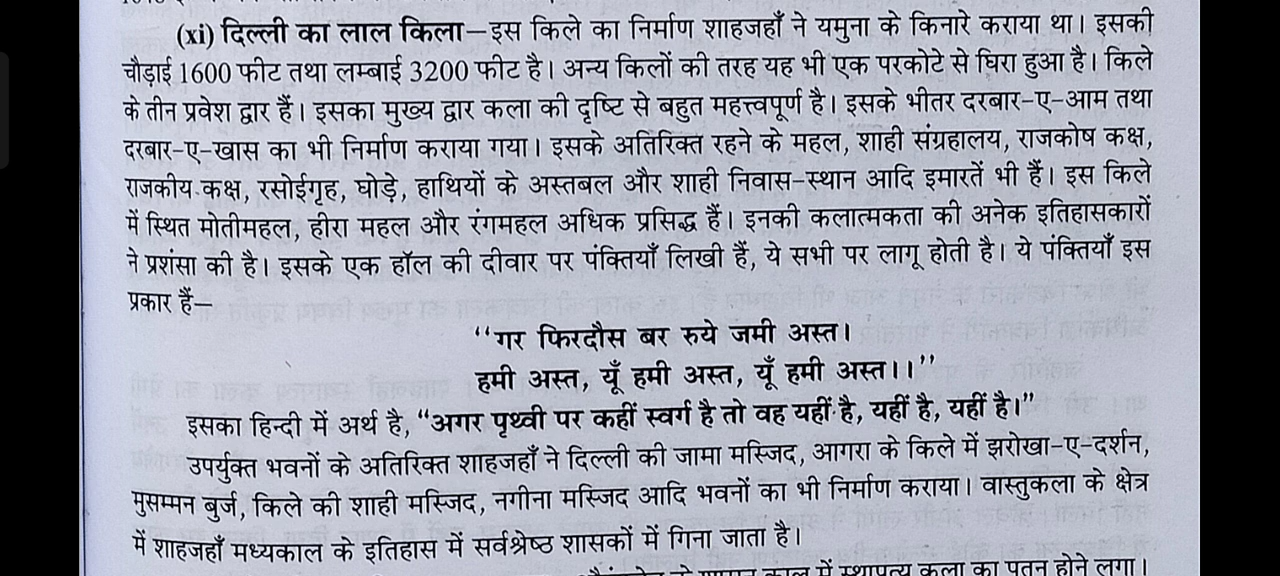 (xi) दिल्ली का लाल किला—इस किले का निर्माण शाहजहाँ ने यमुना के किनारे कराया था। इसकी
चौड़ाई 1600 फीट तथा लम्बाई 3200 फीट है। अन्य किलों की तरह यह भी एक परकोटे से घिरा हुआ है। किले
के तीन प्रवेश द्वार हैं। इसका मुख्य द्वार कला की दृष्टि से बहुत महत्त्वपूर्ण है। इसके भीतर दरबार-ए-आम तथा
दरबार-ए-खास का भी निर्माण कराया गया। इसके अतिरिक्त रहने के महल, शाही संग्रहालय, राजकोष कक्ष,
राजकीय कक्ष, रसोईगृह, घोड़े, हाथियों के अस्तबल और शाही निवास-स्थान आदि इमारतें भी हैं। इस किले
में स्थित मोतीमहल, हीरा महल और रंगमहल अधिक प्रसिद्ध हैं। इनकी कलात्मकता की अनेक इतिहासकारों
ने प्रशंसा की है। इसके एक हॉल की दीवार पर पंक्तियाँ लिखी हैं, ये सभी पर लागू होती है। ये पंक्तियाँ इस
प्रकार हैं—
‘‘गर फिरदौस बर रुये जमी अस्त।
हमी अस्त, यूँ हमी अस्त, यूँ हमी अस्त।।’’
इसका हिन्दी में अर्थ है, “अगर पृथ्वी पर कहीं स्वर्ग है तो वह यहीं है, यहीं है, यहीं है।”
उपर्युक्त भवनों के अतिरिक्त शाहजहाँ ने दिल्ली की जामा मस्जिद, आगरा के किले में झरोखा-ए-दर्शन,
मुसम्मन बुर्ज, किले की शाही मस्जिद, नगीना मस्जिद आदि भवनों का भी निर्माण कराया। वास्तुकला के क्षेत्र
में शाहजहाँ मध्यकाल के इतिहास में सर्वश्रेष्ठ शासकों में गिना जाता है।
काल में स्थापत्य कला का पतन होने लगा।